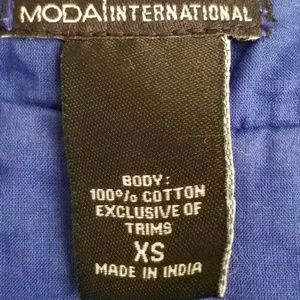 MODA INTERNATIONAL
BODY:
100% COTTON
EXCLUSIVE OF
TRIMS
XS
MADE IN INDIA